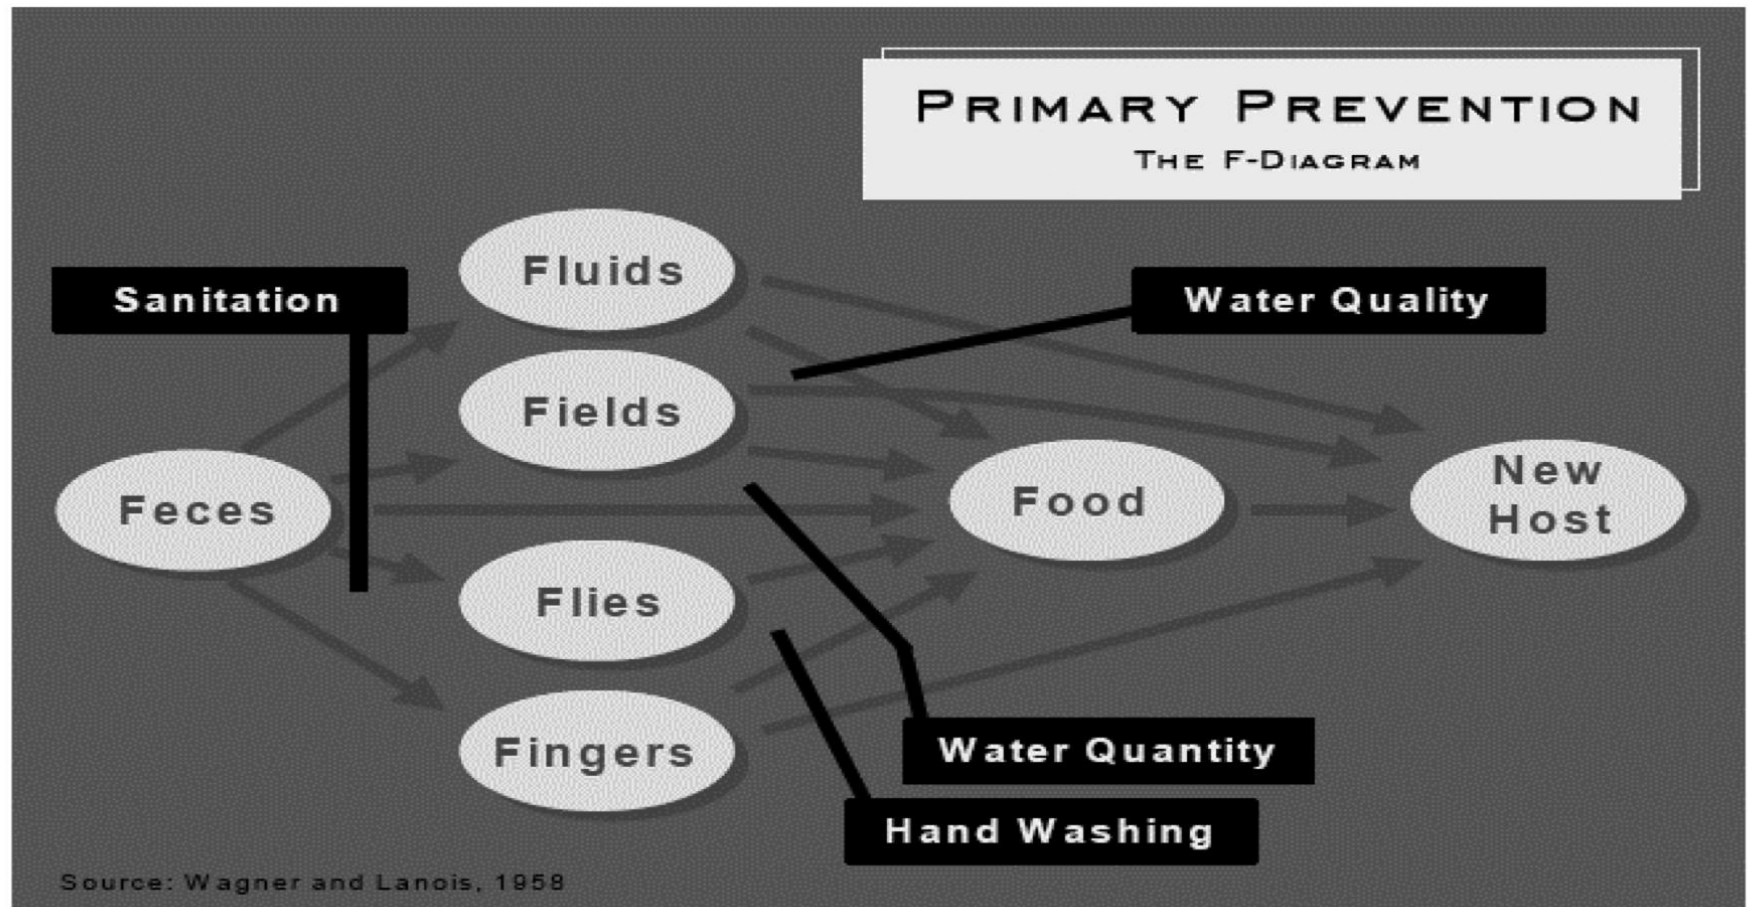 PRIMARY PREVENTION
THE F-DIAGRAM
Fluids
Sanitation
Water Quality
Fields
Feces
Food
New
Host
Flies
Fingers
Water Quantity
Hand Washing
Source: Wagner and Lanois, 1958